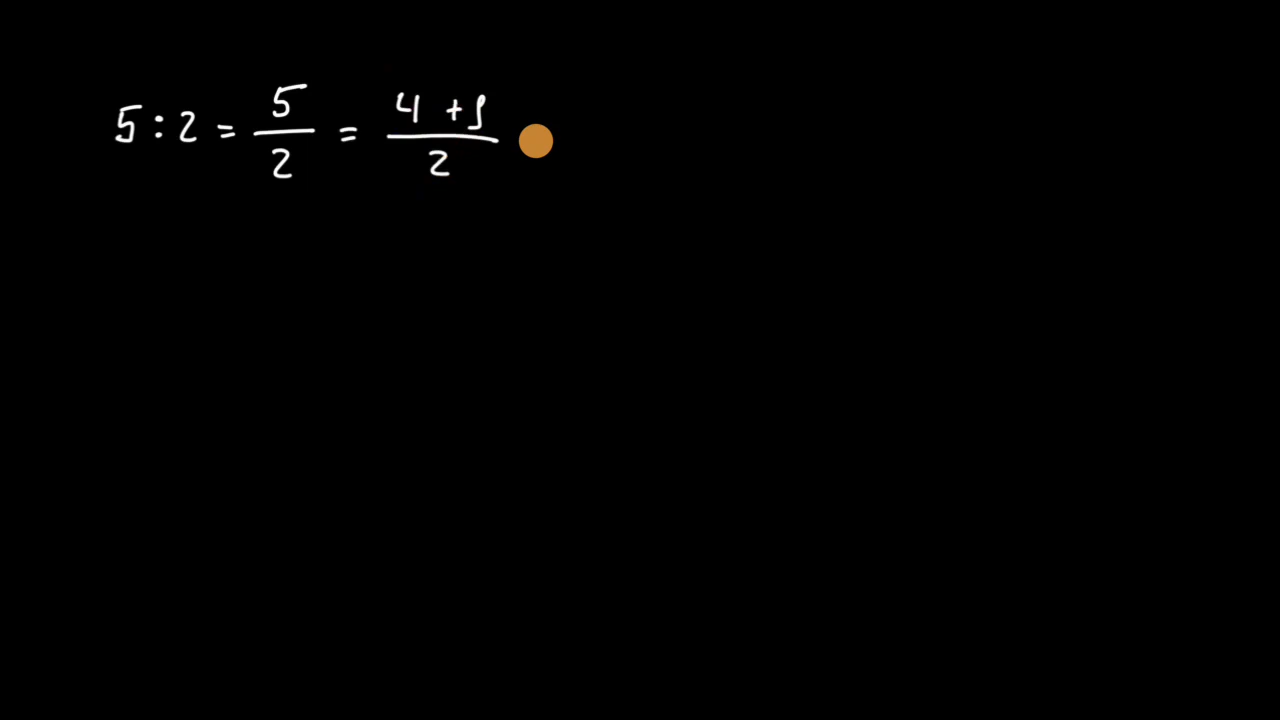 5 : 2 = 5/2 = (4 + 1)/2